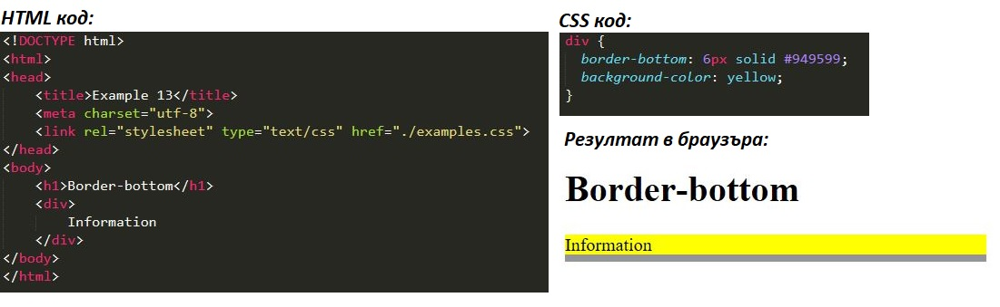 HTML код:
<!DOCTYPE html>
<html>
<head>
    <title>Example 13</title>
    <meta charset="utf-8">
    <link rel="stylesheet" type="text/css" href="./examples.css">
</head>
<body>
    <h1>Border-bottom</h1>
    <div>
        Information
    </div>
</body>
</html>
CSS код:
div {
  border-bottom: 6px solid #949599;
  background-color: yellow;
}
Резултат в браузъра:
Border-bottom
Information